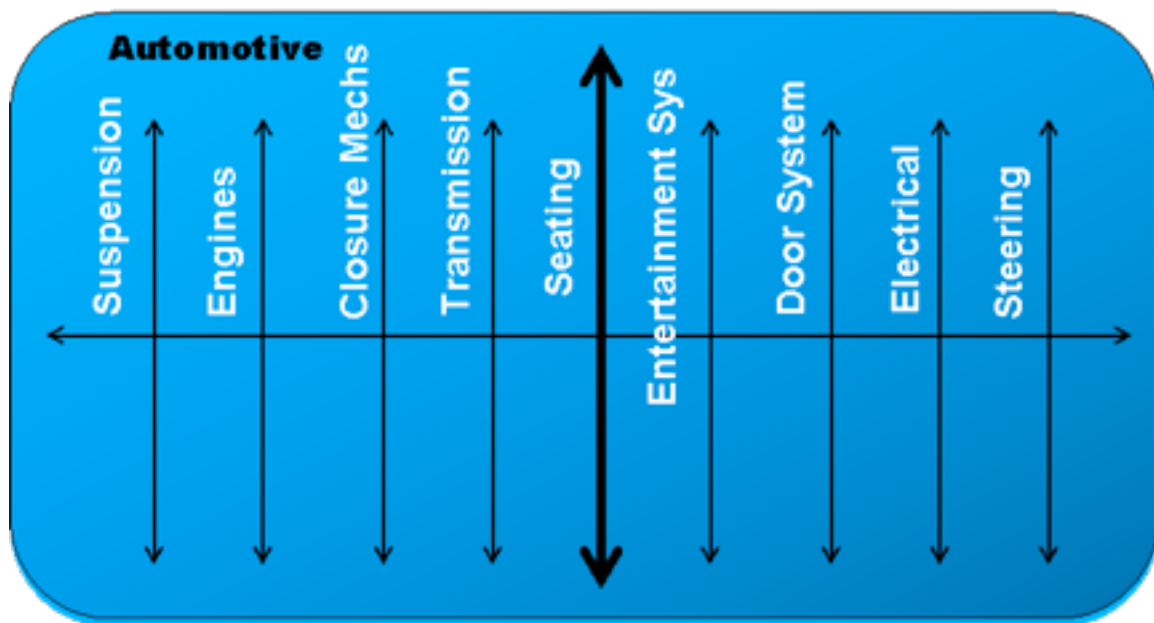 Automotive
Suspension
Engines
Closure Mechs
Transmission
Seating
Entertainment Sys
Door System
Electrical
Steering